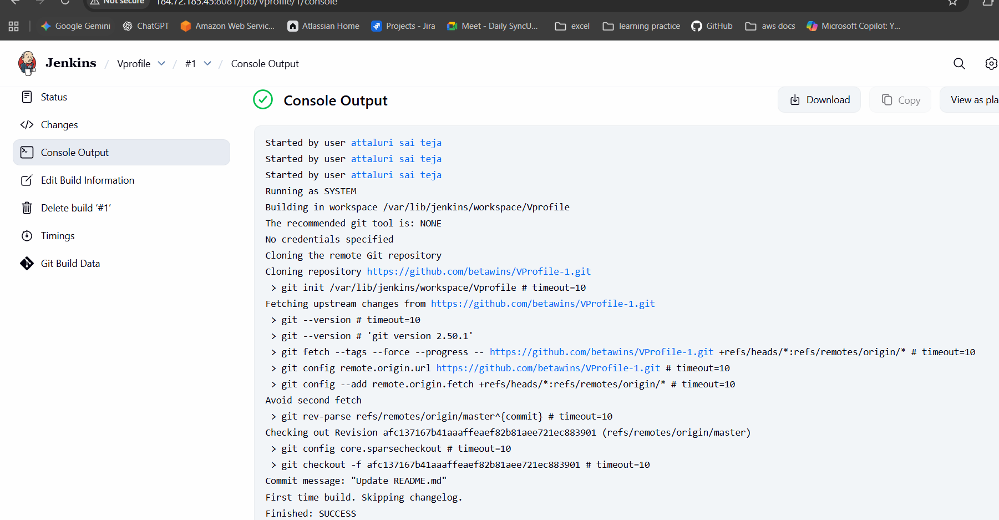 Not secure 184.72.185.45:8081/job/Vprofile/1/console
Google Gemini ChatGPT Amazon Web Servic... Atlassian Home Projects - Jira Meet - Daily SyncU... excel learning practice GitHub aws docs Microsoft Copilot: Y...
Jenkins / Vprofile / #1 / Console Output
Status
Changes
Console Output
Edit Build Information
Delete build ‘#1’
Timings
Git Build Data
Console Output
Download Copy View as pla
Started by user attaluri sai teja
Started by user attaluri sai teja
Started by user attaluri sai teja
Running as SYSTEM
Building in workspace /var/lib/jenkins/workspace/Vprofile
The recommended git tool is: NONE
No credentials specified
Cloning the remote Git repository
Cloning repository https://github.com/betawins/VProfile-1.git
> git init /var/lib/jenkins/workspace/Vprofile # timeout=10
Fetching upstream changes from https://github.com/betawins/VProfile-1.git
> git --version # timeout=10
> git --version # 'git version 2.50.1'
> git fetch --tags --force --progress -- https://github.com/betawins/VProfile-1.git +refs/heads/*:refs/remotes/origin/* # timeout=10
> git config remote.origin.url https://github.com/betawins/VProfile-1.git # timeout=10
> git config --add remote.origin.fetch +refs/heads/*:refs/remotes/origin/* # timeout=10
Avoid second fetch
> git rev-parse refs/remotes/origin/master^{commit} # timeout=10
Checking out Revision afc137167b41aaaffeaef82b81aee721ec883901 (refs/remotes/origin/master)
> git config core.sparsecheckout # timeout=10
> git checkout -f afc137167b41aaaffeaef82b81aee721ec883901 # timeout=10
Commit message: "Update README.md"
First time build. Skipping changelog.
Finished: SUCCESS